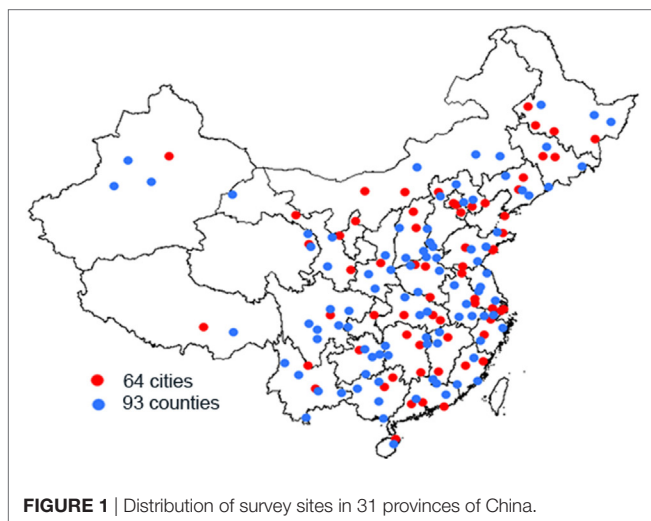 64 cities
93 counties
FIGURE 1 | Distribution of survey sites in 31 provinces of China.